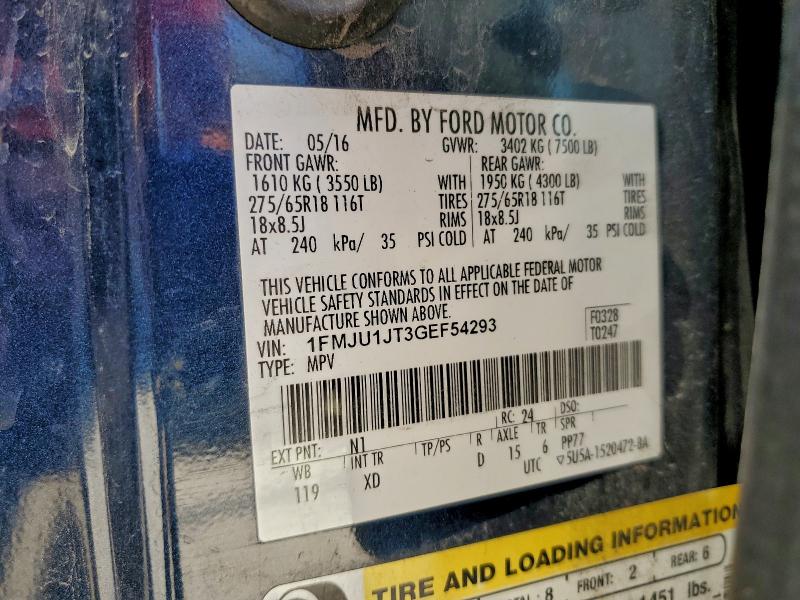 MFD. BY FORD MOTOR CO.
DATE: 05/16 GVWR: 3402 KG ( 7500 LB)
FRONT GAWR: REAR GAWR:
1610 KG ( 3550 LB) WITH 1950 KG ( 4300 LB) WITH
275/65R18 116T TIRES 275/65R18 116T TIRES
18x8.5J RIMS 18x8.5J RIMS
AT 240 kPa/ 35 PSI COLD AT 240 kPa/ 35 PSI COLD
THIS VEHICLE CONFORMS TO ALL APPLICABLE FEDERAL MOTOR
VEHICLE SAFETY STANDARDS IN EFFECT ON THE DATE OF
MANUFACTURE SHOWN ABOVE.
VIN: 1FMJU1JT3GEF54293 F0328
TYPE: MPV T0247
RC: 24 DSO:
EXT PNT: N1
WB INT TR TP/PS R AXLE TR SPR
119 XD D 15 6 PP77
UTC ▽5U5A-1520472-BA
TIRE AND LOADING INFORMATION
8 FRONT: 2 REAR: 6
1451 lbs.